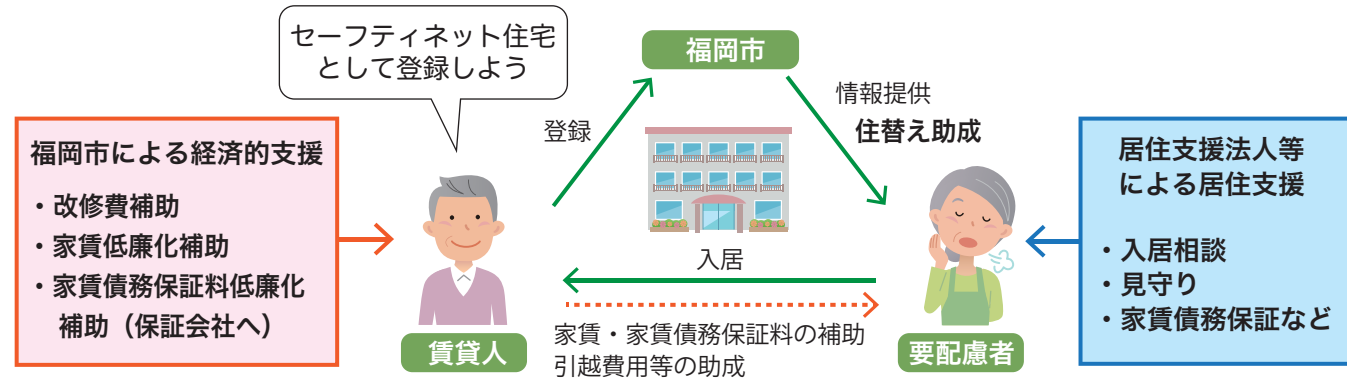 セーフティネット住宅
として登録しよう
福岡市
登録
情報提供
住替え助成
福岡市による経済的支援
・改修費補助
・家賃低廉化補助
・家賃債務保証料低廉化
補助（保証会社へ）
居住支援法人等
による居住支援
・入居相談
・見守り
・家賃債務保証など
入居
家賃・家賃債務保証料の補助
引越費用等の助成
賃貸人
要配慮者